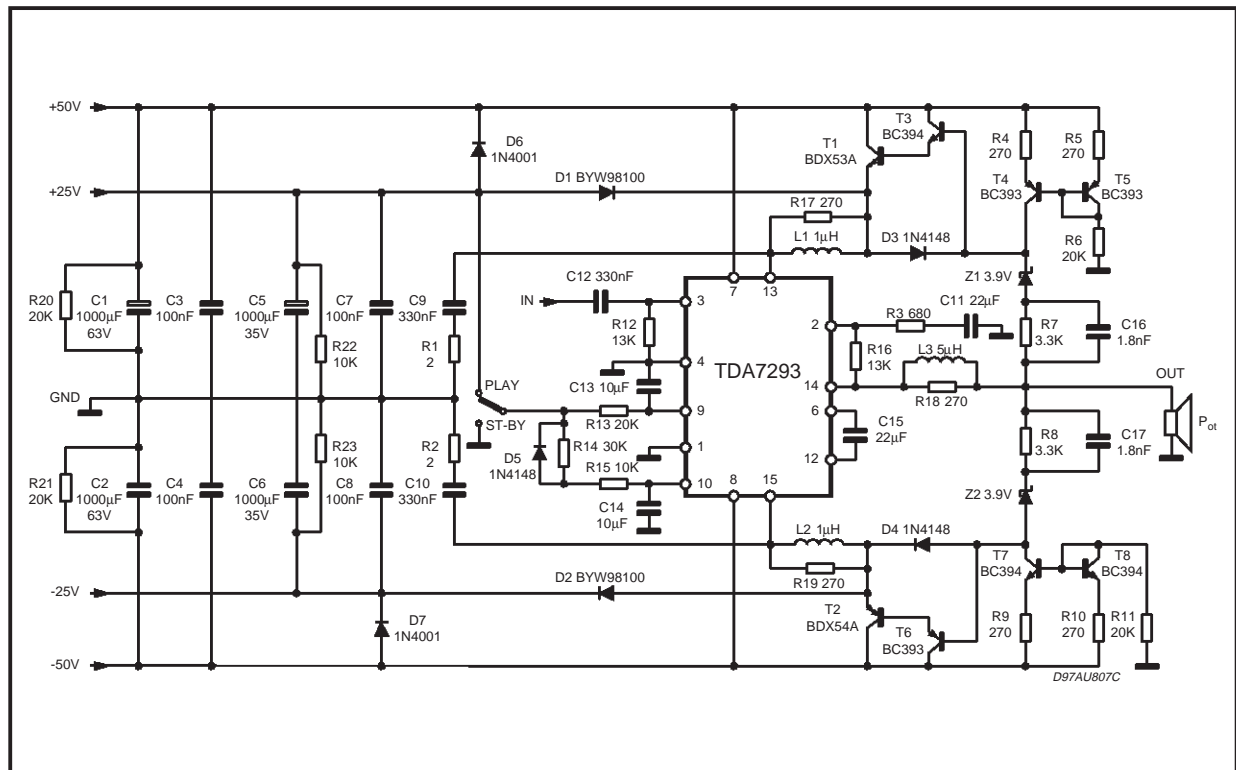 +50V
+25V
GND
-25V
-50V
D6
1N4001
D1 BYW98100
T1
BDX53A
T3
BC394
R4
270
R5
270
T4
BC393
T5
BC393
R6
20K
R17 270
L1 1µH
D3 1N4148
Z1 3.9V
R20
20K
C1
1000µF
63V
C3
100nF
C5
1000µF
35V
C7
100nF
C9
330nF
R22
10K
R1
2
C12 330nF
IN
R12
13K
C13 10µF
PLAY
ST-BY
R13 20K
R14 30K
D5
1N4148
R15 10K
C14
10µF
3
4
9
1
10
7
13
TDA7293
2
14
6
12
8
15
R3 680
C11 22µF
R16
13K
L3 5µH
R18 270
C15
22µF
R7
3.3K
C16
1.8nF
OUT
Pot
R8
3.3K
C17
1.8nF
Z2 3.9V
R21
20K
C2
1000µF
63V
C4
100nF
R23
10K
C6
1000µF
35V
C8
100nF
R2
2
C10
330nF
L2 1µH
D4 1N4148
R19 270
D2 BYW98100
D7
1N4001
T2
BDX54A
T6
BC393
T7
BC394
T8
BC394
R9
270
R10
270
R11
20K
D97AU807C